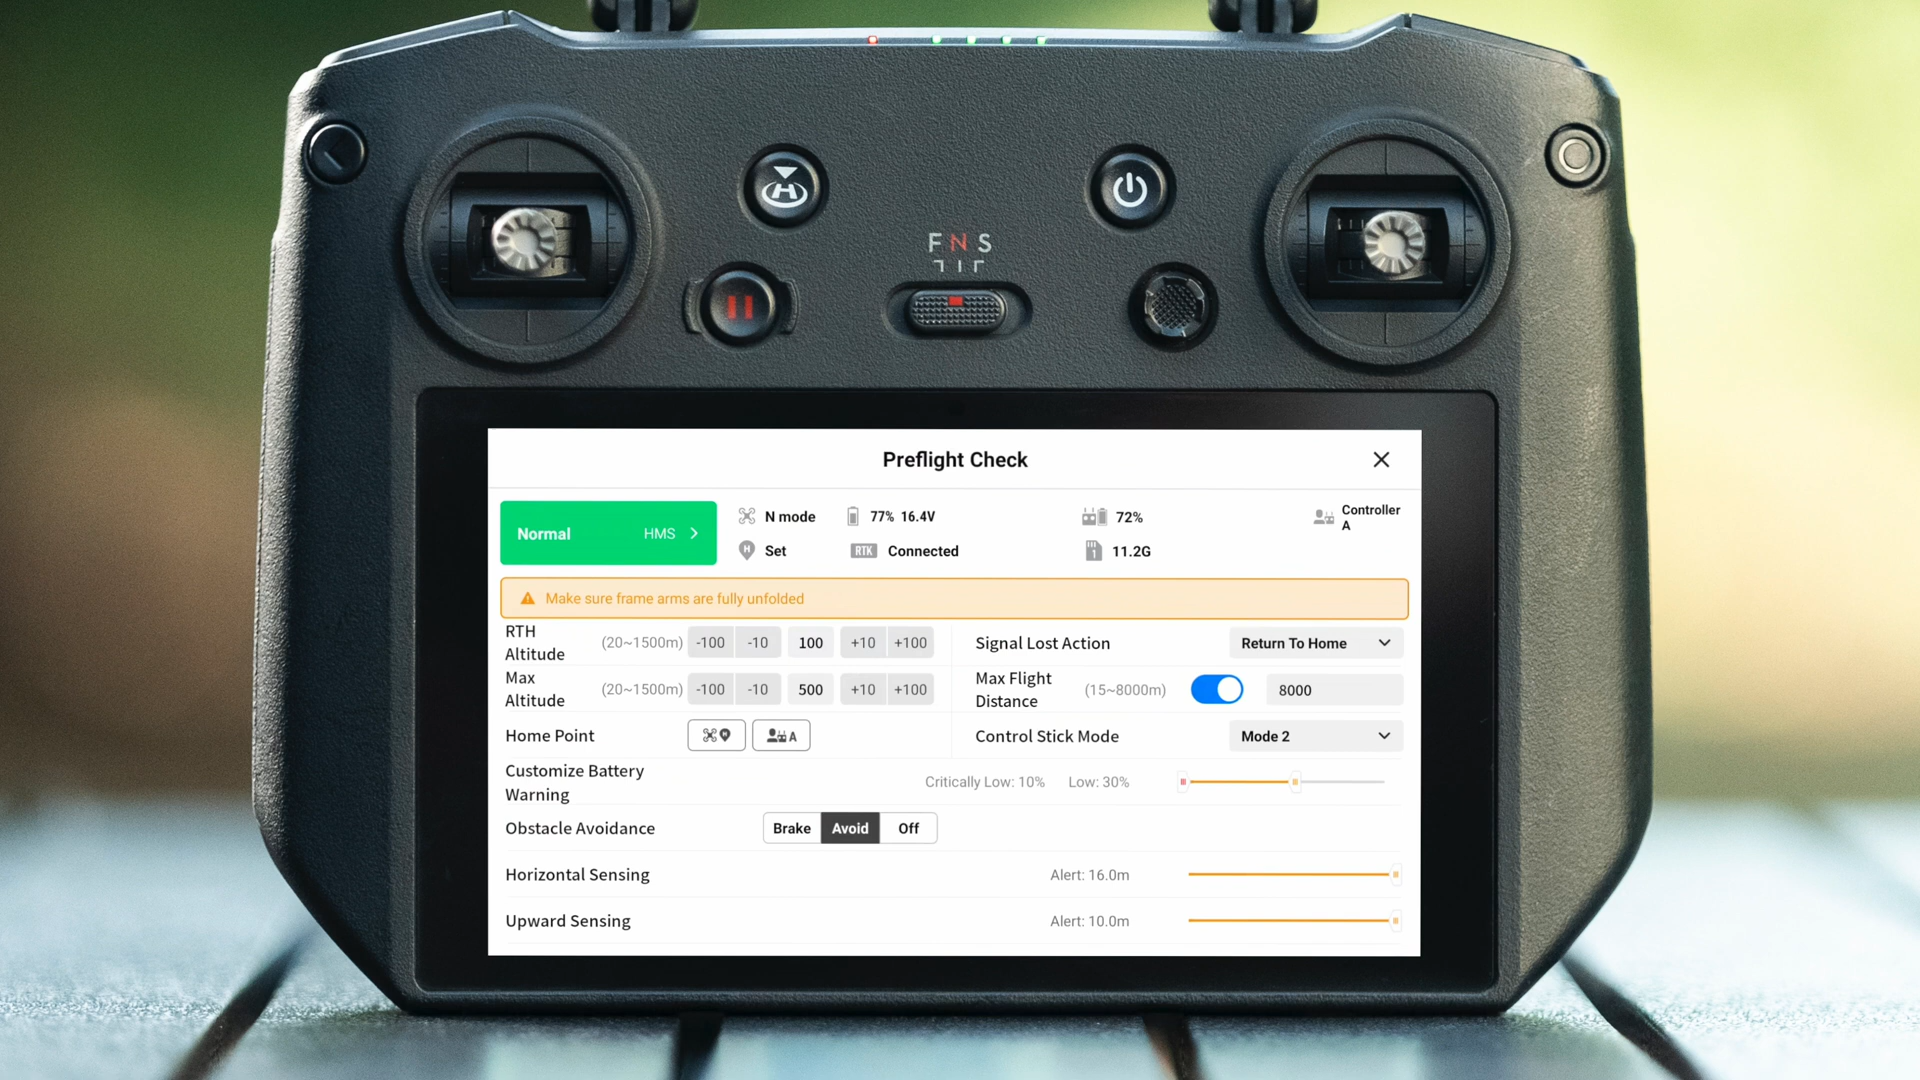 F N S
Preflight Check
Normal HMS
N mode 77% 16.4V 72% Controller A
Set RTK Connected 1 11.2G
Make sure frame arms are fully unfolded
RTH Altitude (20~1500m) -100 -10 100 +10 +100
Signal Lost Action Return To Home
Max Altitude (20~1500m) -100 -10 500 +10 +100
Max Flight Distance (15~8000m) 8000
Home Point A
Control Stick Mode Mode 2
Customize Battery Warning Critically Low: 10% Low: 30%
Obstacle Avoidance Brake Avoid Off
Horizontal Sensing Alert: 16.0m
Upward Sensing Alert: 10.0m